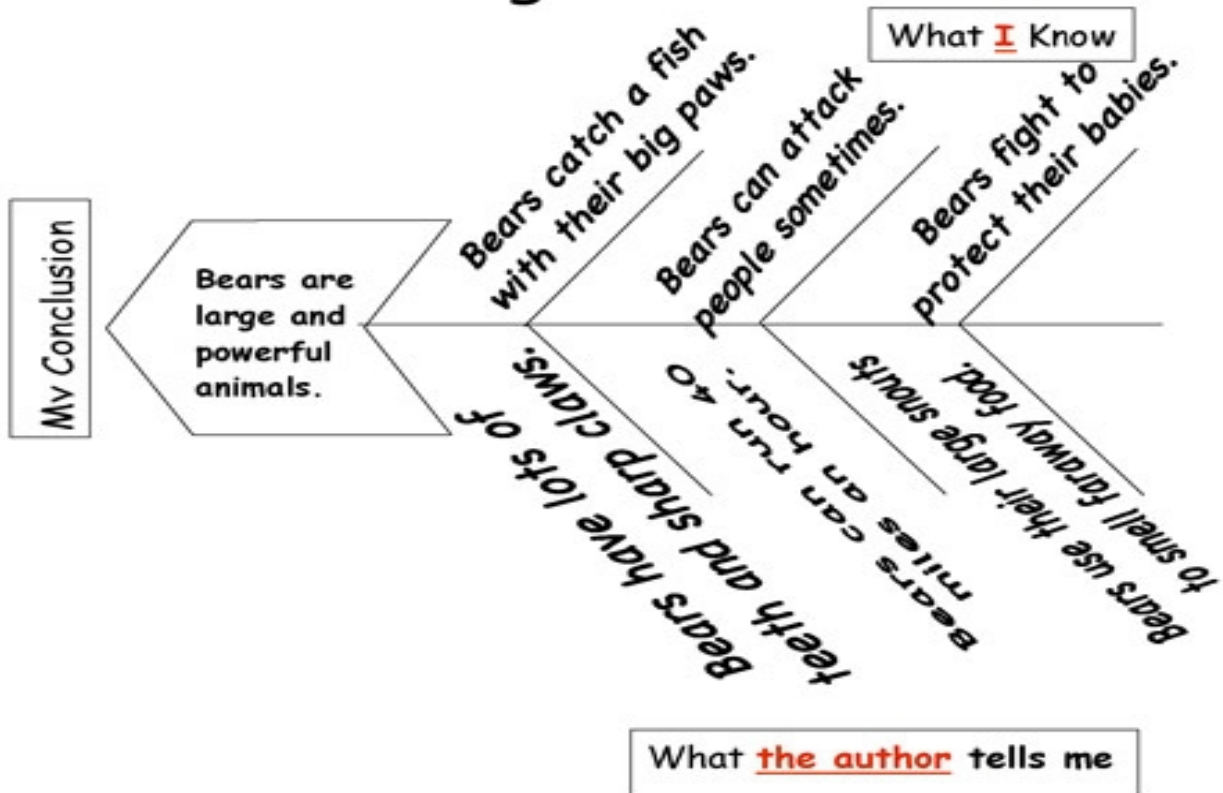 What I Know
Bears catch a fish
with their big paws.
Bears can attack
people sometimes.
Bears fight to
protect their babies.
My Conclusion
Bears are
large and
powerful
animals.
Bears have lots of
teeth and sharp claws.
Bears can run 40
miles an hour.
Bears use their large snouts
to smell faraway food.
What the author tells me